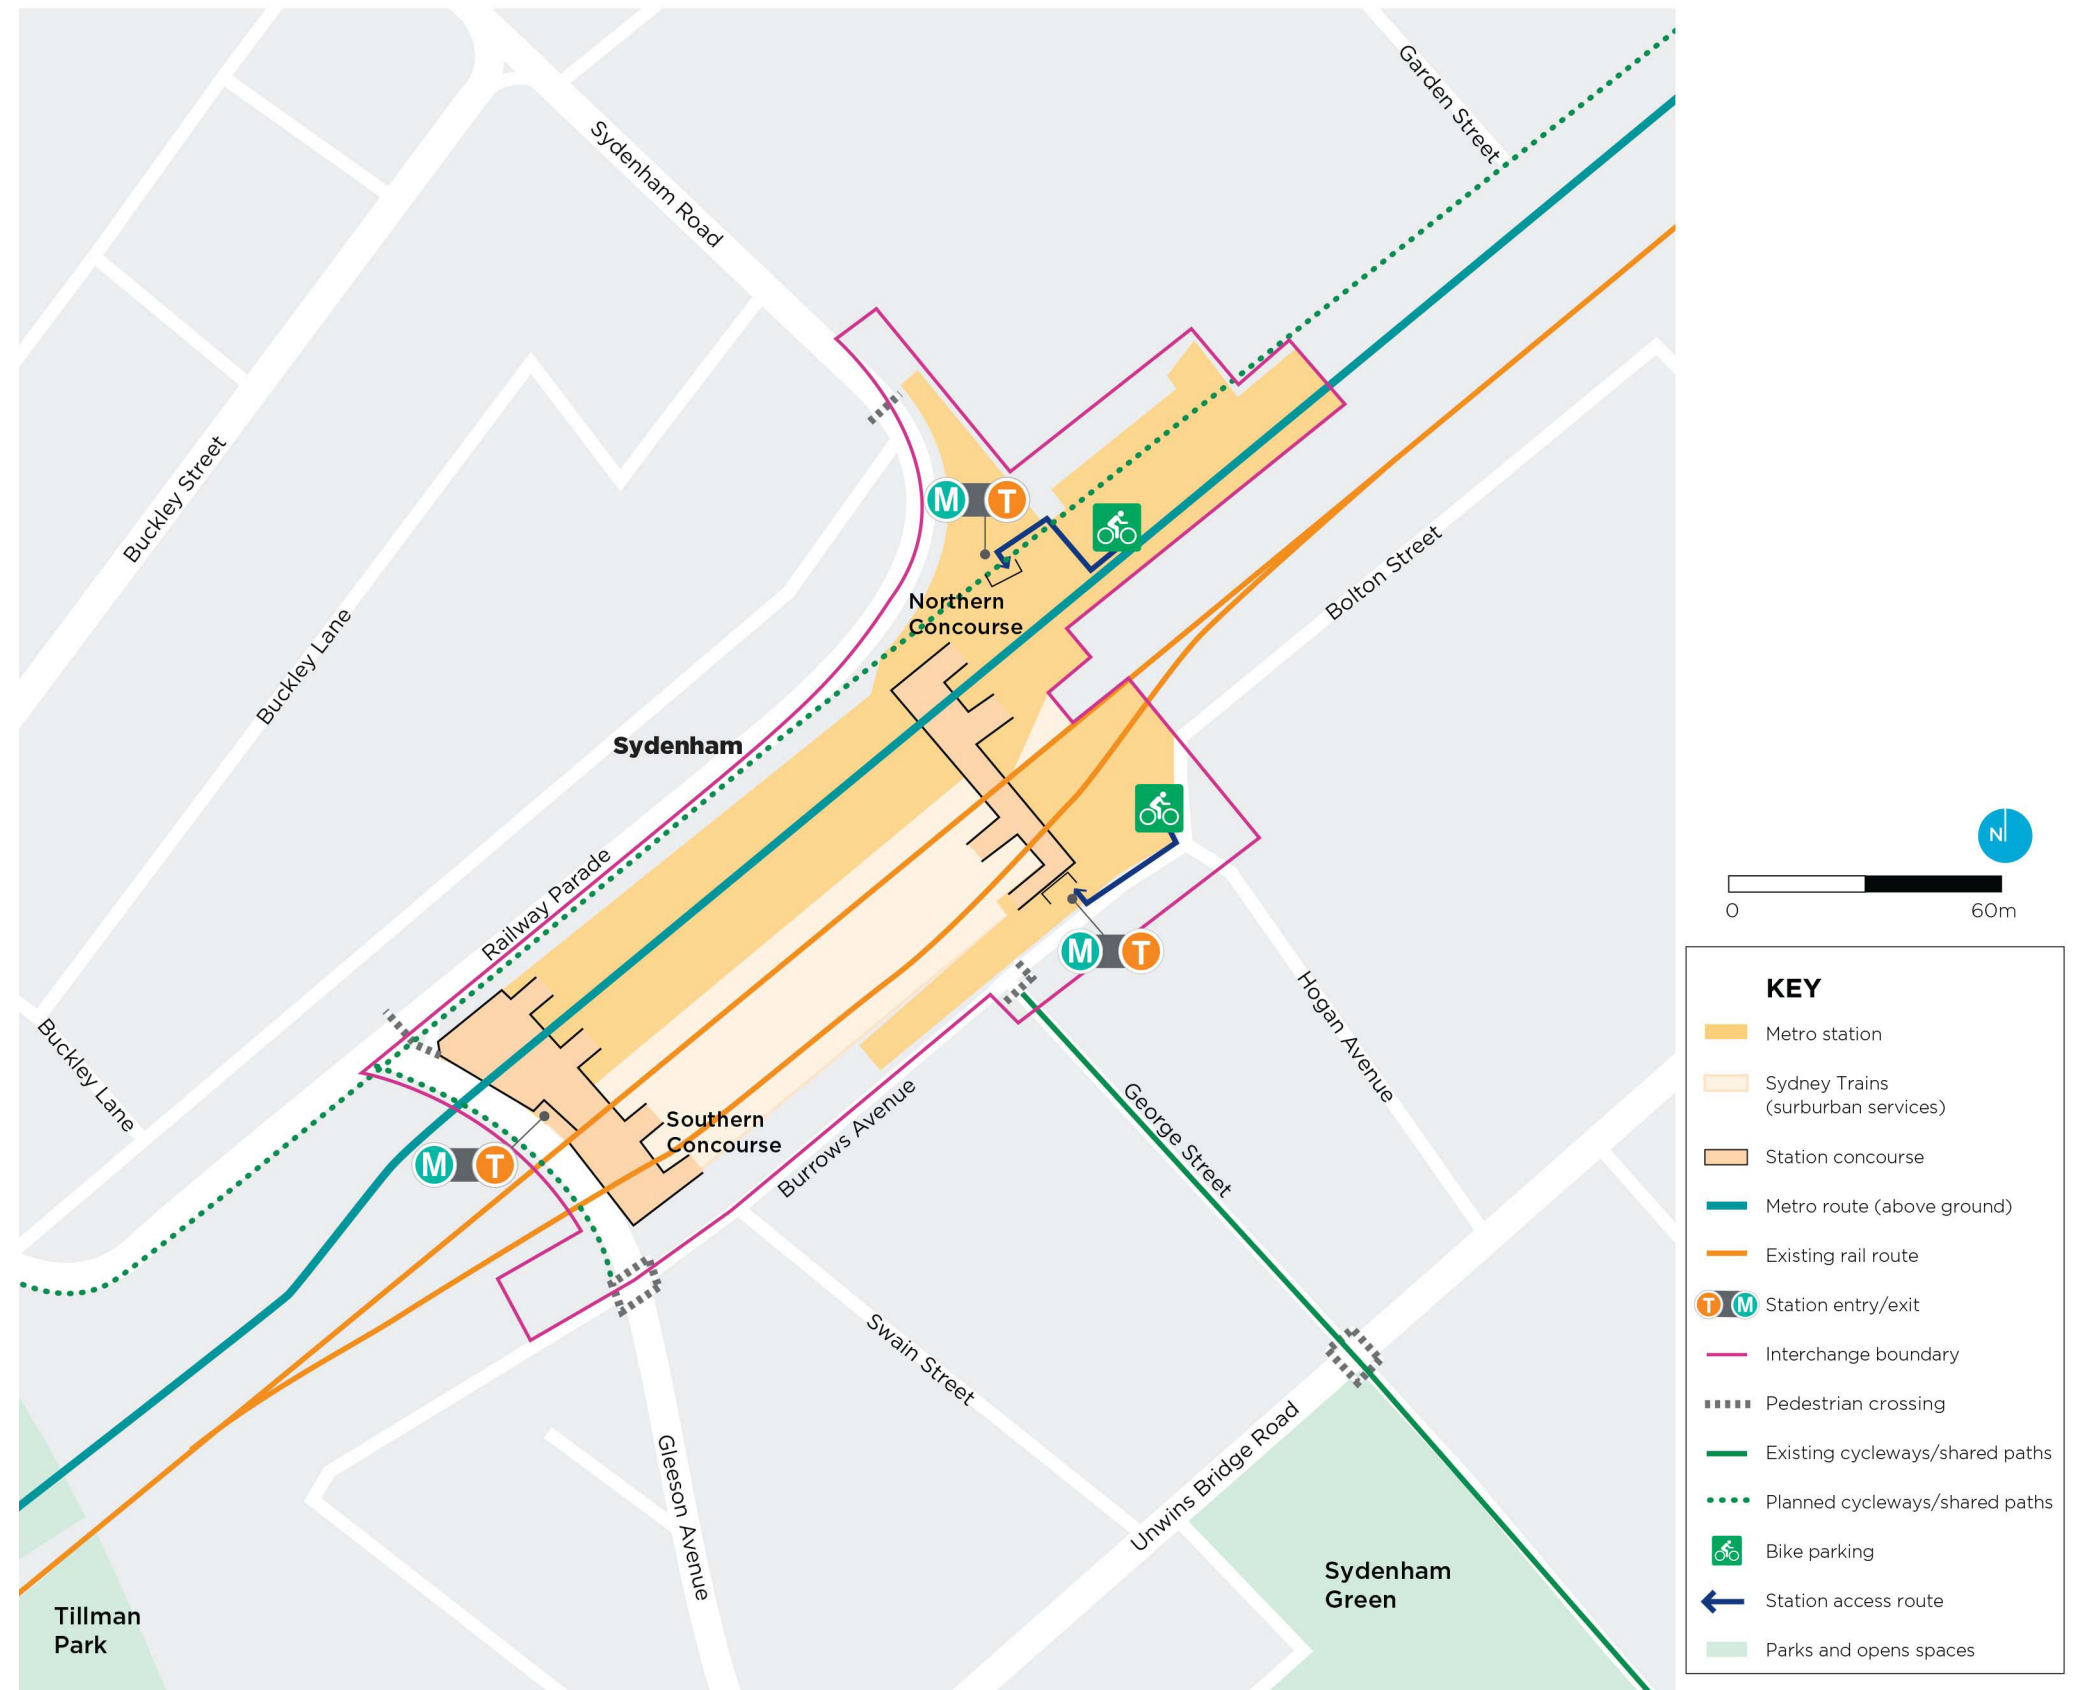 Garden Street
Sydenham Road
Buckley Street
M T
Northern
Concourse
Bolton Street
Buckley Lane
Sydenham
Railway Parade
M T
Hogan Avenue
Buckley Lane
Southern
Concourse
M T
Burrows Avenue
George Street
Swain Street
Gleeson Avenue
Unwins Bridge Road
Sydenham
Green
Tillman
Park
N
0 60m
KEY
Metro station
Sydney Trains
(surburban services)
Station concourse
Metro route (above ground)
Existing rail route
T M Station entry/exit
Interchange boundary
Pedestrian crossing
Existing cycleways/shared paths
Planned cycleways/shared paths
Bike parking
Station access route
Parks and opens spaces